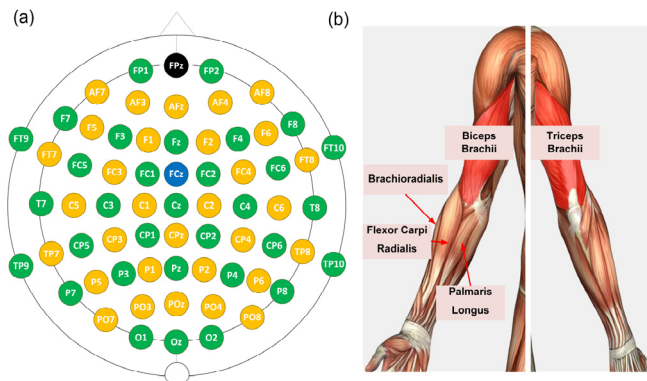 (a)
FP1 FPz FP2
AF7 AF3 AFz AF4 AF8
F7 F5 F3 F1 Fz F2 F4 F6 F8
FT9 FT7 FC5 FC3 FC1 FCz FC2 FC4 FC6 FT8 FT10
T7 C5 C3 C1 Cz C2 C4 C6 T8
TP9 TP7 CP5 CP3 CP1 CPz CP2 CP4 CP6 TP8 TP10
P7 P5 P3 P1 Pz P2 P4 P6 P8
PO7 PO3 POz PO4 PO8
O1 Oz O2
(b)
Biceps
Brachii
Triceps
Brachii
Brachioradialis
Flexor Carpi
Radialis
Palmaris
Longus